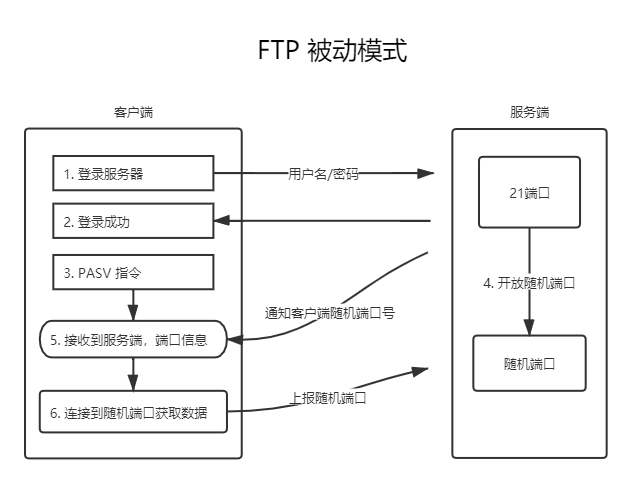 FTP 被动模式
客户端
服务端
1. 登录服务器
用户名/密码
21端口
2. 登录成功
3. PASV 指令
4. 开放随机端口
通知客户端随机端口号
5. 接收到服务端，端口信息
随机端口
上报随机端口
6. 连接到随机端口获取数据